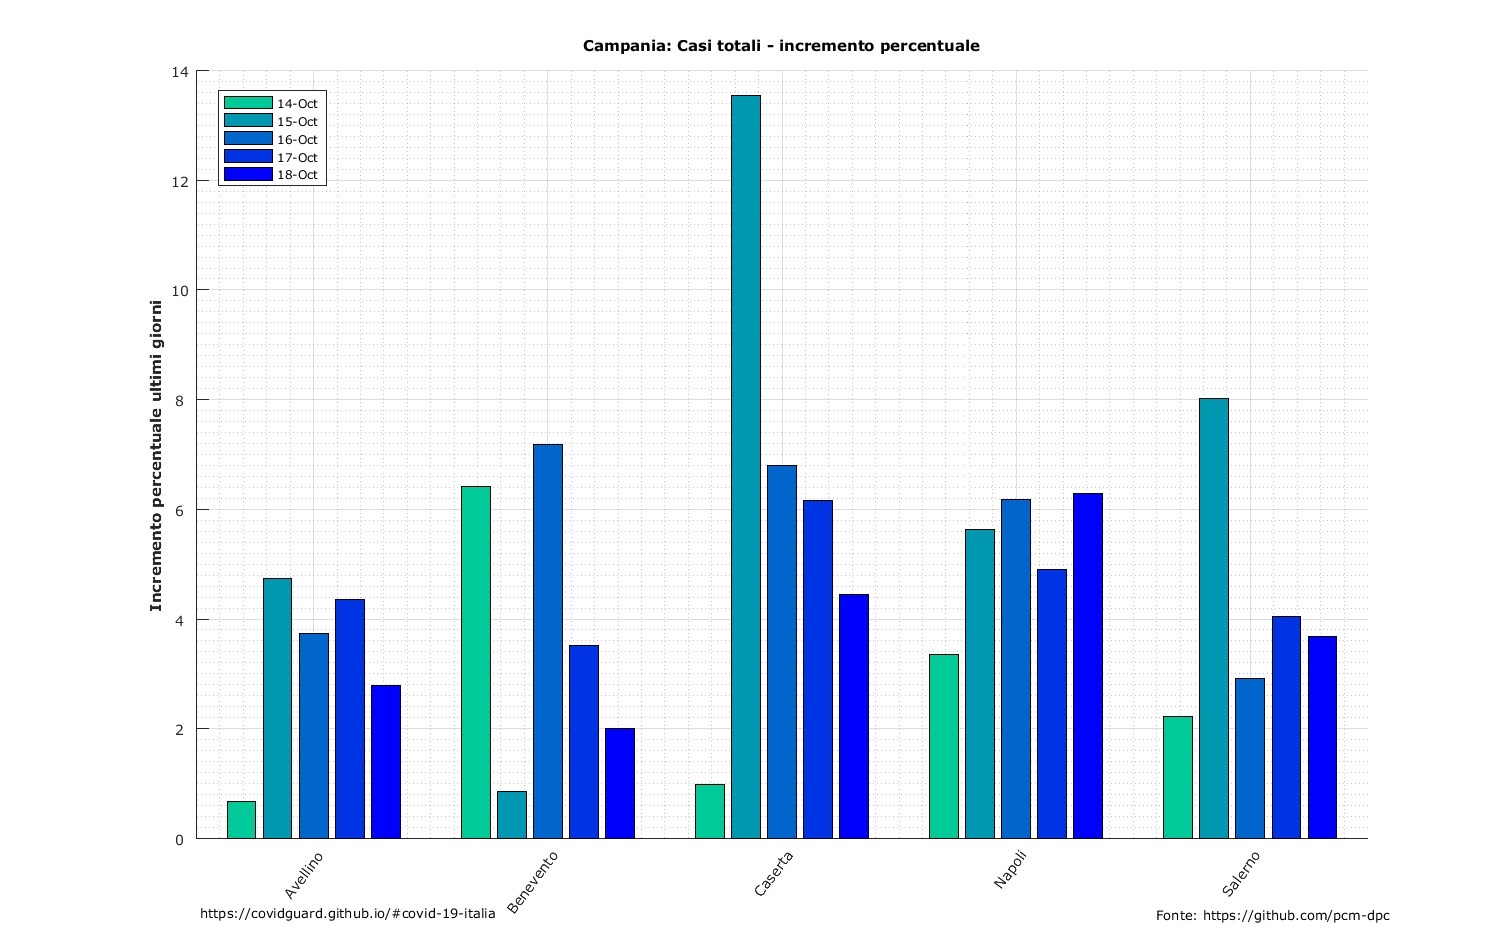 Campania: Casi totali - incremento percentuale
14
12
10
8
6
4
2
0
Incremento percentuale ultimi giorni
14-Oct
15-Oct
16-Oct
17-Oct
18-Oct
Avellino
Benevento
Caserta
Napoli
Salerno
https://covidguard.github.io/#covid-19-italia
Fonte: https://github.com/pcm-dpc